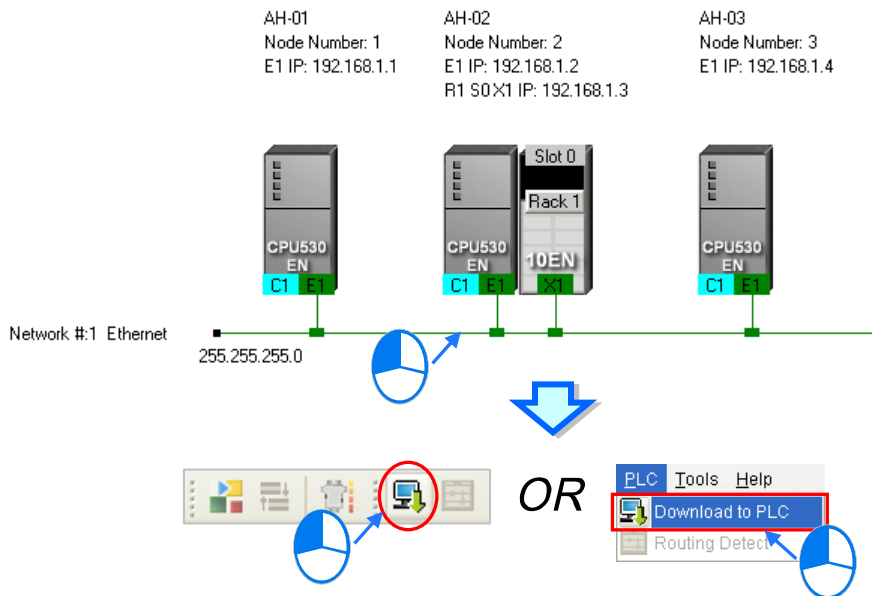 AH-01
Node Number: 1
E1 IP: 192.168.1.1
AH-02
Node Number: 2
E1 IP: 192.168.1.2
R1 S0 X1 IP: 192.168.1.3
AH-03
Node Number: 3
E1 IP: 192.168.1.4
CPU530
EN
C1 E1
CPU530
EN
C1 E1
Slot 0
Rack 1
10EN
X1
CPU530
EN
C1 E1
Network #:1 Ethernet
255.255.255.0
OR
PLC Tools Help
Download to PLC
Routing Detect